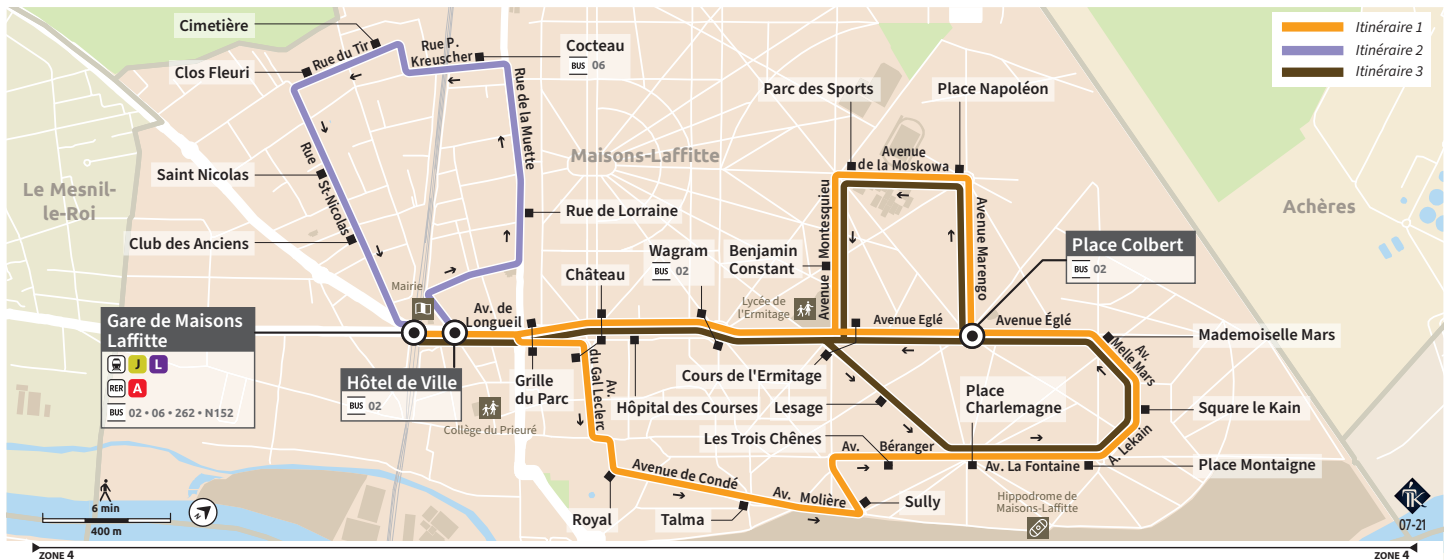 Cimetière
Clos Fleuri
Rue du Tir
Rue P.
Kreuscher
Cocteau
BUS 06
Rue de la Muette
Saint Nicolas
Rue St-Nicolas
Club des Anciens
Le Mesnil-
le-Roi
Maisons-Laffitte
Rue de Lorraine
Mairie
Gare de Maisons
Laffitte
J L
RER A
BUS 02 • 06 • 262 • N152
Hôtel de Ville
BUS 02
Av. de
Longueil
Collège du Prieuré
Grille
du Parc
Château
Wagram
BUS 02
Av.
du Gal Leclerc
Hôpital des Courses
Benjamin
Constant
Lycée de
l'Ermitage
Cours de l'Ermitage
Parc des Sports
Place Napoléon
Avenue
de la Moskowa
Avenue Montesquieu
Avenue Marengo
Avenue Eglé
Avenue Églé
Place Colbert
BUS 02
Achères
Mademoiselle Mars
Av.
Melle Mars
Square le Kain
A. Lekain
Place Montaigne
Place
Charlemagne
Lesage
Les Trois Chênes
Av. Béranger
Av. La Fontaine
Sully
Hippodrome de
Maisons-Laffitte
Avenue de Condé
Av. Molière
Royal
Talma
Itinéraire 1
Itinéraire 2
Itinéraire 3
6 min
400 m
TK
07-21
ZONE 4
ZONE 4